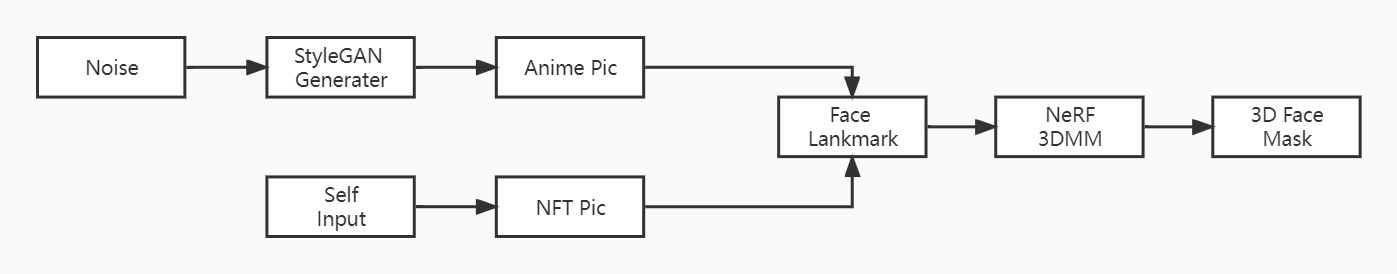 Noise
StyleGAN
Generater
Anime Pic
Self
Input
NFT Pic
Face
Lankmark
NeRF
3DMM
3D Face
Mask